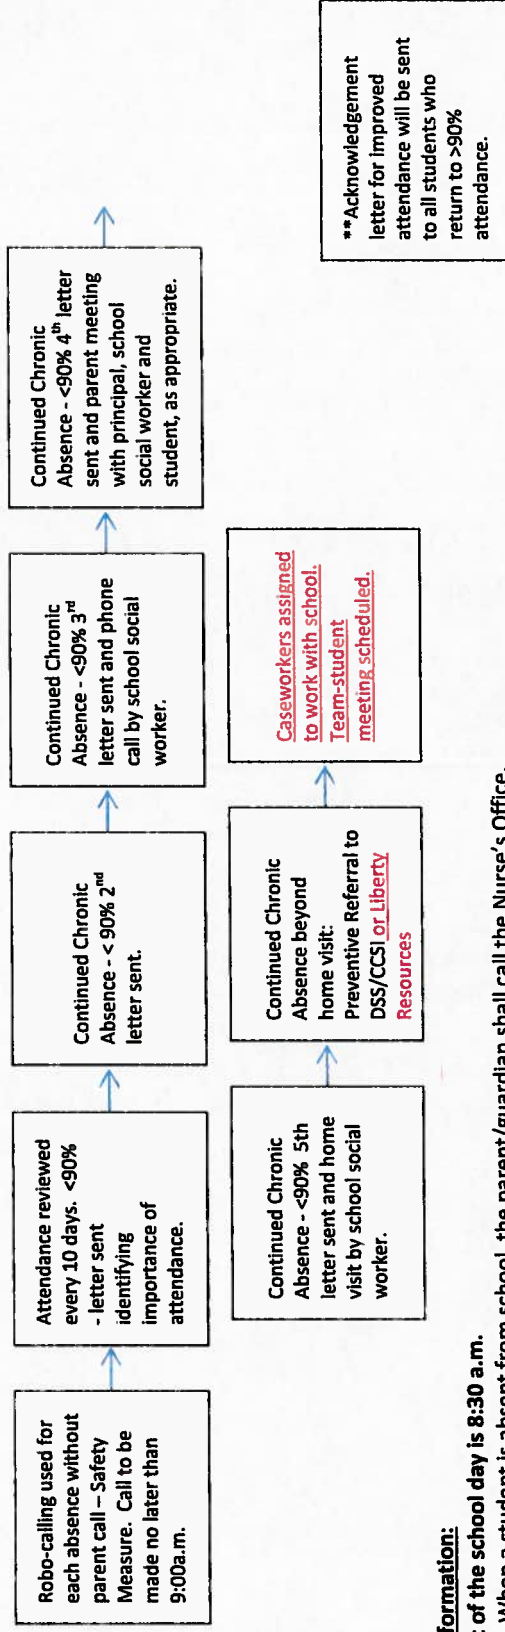 Robo-calling used for
each absence without
parent call – Safety
Measure. Call to be
made no later than
9:00a.m.
Attendance reviewed
every 10 days. <90%
- letter sent
identifying
importance of
attendance.
Continued Chronic
Absence - < 90% 2nd
letter sent.
Continued Chronic
Absence - <90% 3rd
letter sent and phone
call by school social
worker.
Continued Chronic
Absence - <90% 4th letter
sent and parent meeting
with principal, school
social worker and
student, as appropriate.
Continued Chronic
Absence - <90% 5th
letter sent and home
visit by school social
worker.
Continued Chronic
Absence beyond
home visit:
Preventive Referral to
DSS/CCSI or Liberty
Resources
Caseworkers assigned
to work with school.
Team-student
meeting scheduled.
**Acknowledgement
letter for improved
attendance will be sent
to all students who
return to >90%
attendance.
formation:
of the school day is 8:30 a.m.
When a student is absent from school, the parent/guardian shall call the Nurse's Office.